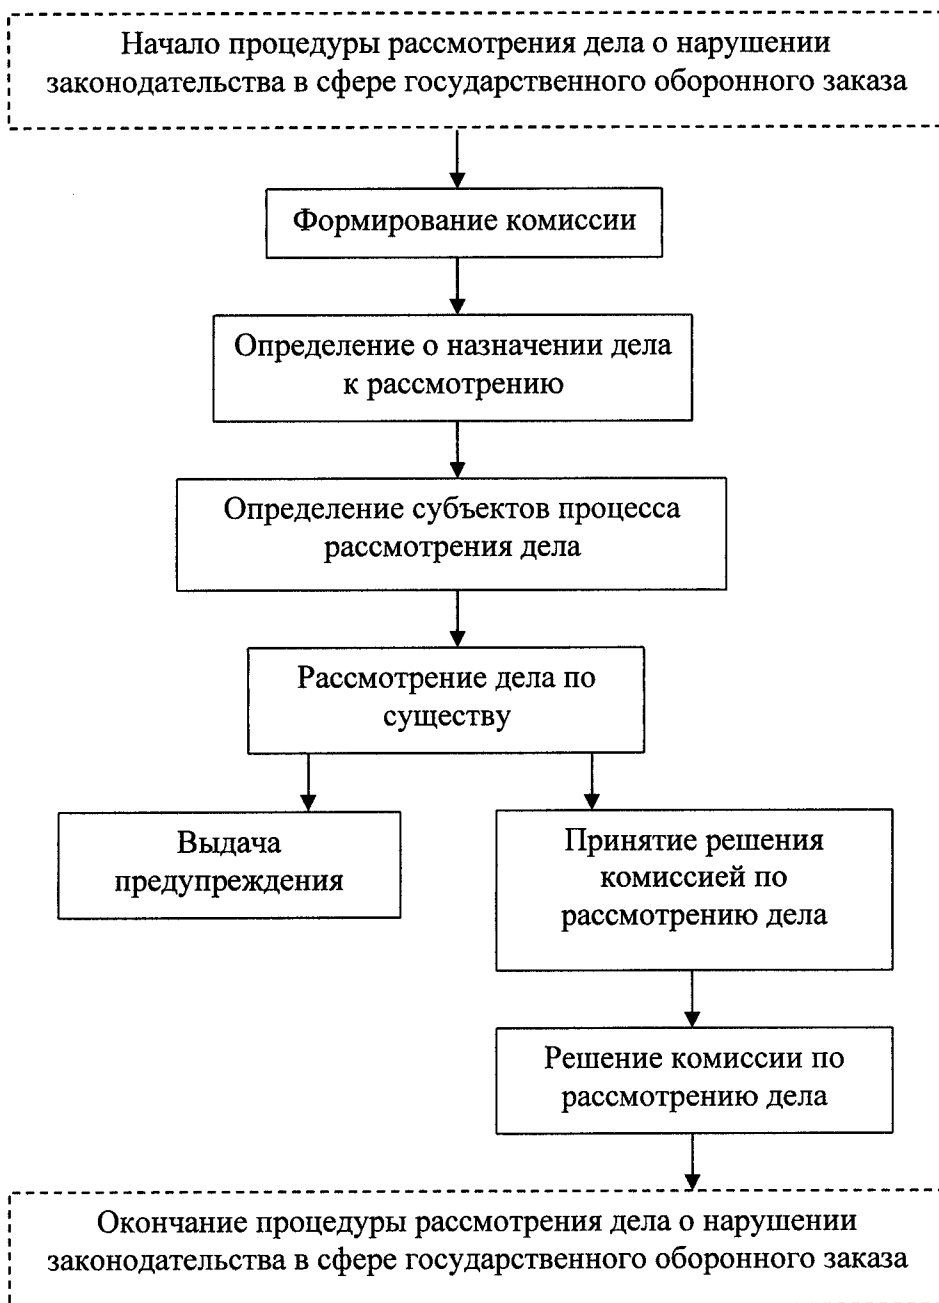 Начало процедуры рассмотрения дела о нарушении
законодательства в сфере государственного оборонного заказа
Формирование комиссии
Определение о назначении дела
к рассмотрению
Определение субъектов процесса
рассмотрения дела
Рассмотрение дела по
существу
Выдача
предупреждения
Принятие решения
комиссией по
рассмотрению дела
Решение комиссии по
рассмотрению дела
Окончание процедуры рассмотрения дела о нарушении
законодательства в сфере государственного оборонного заказа